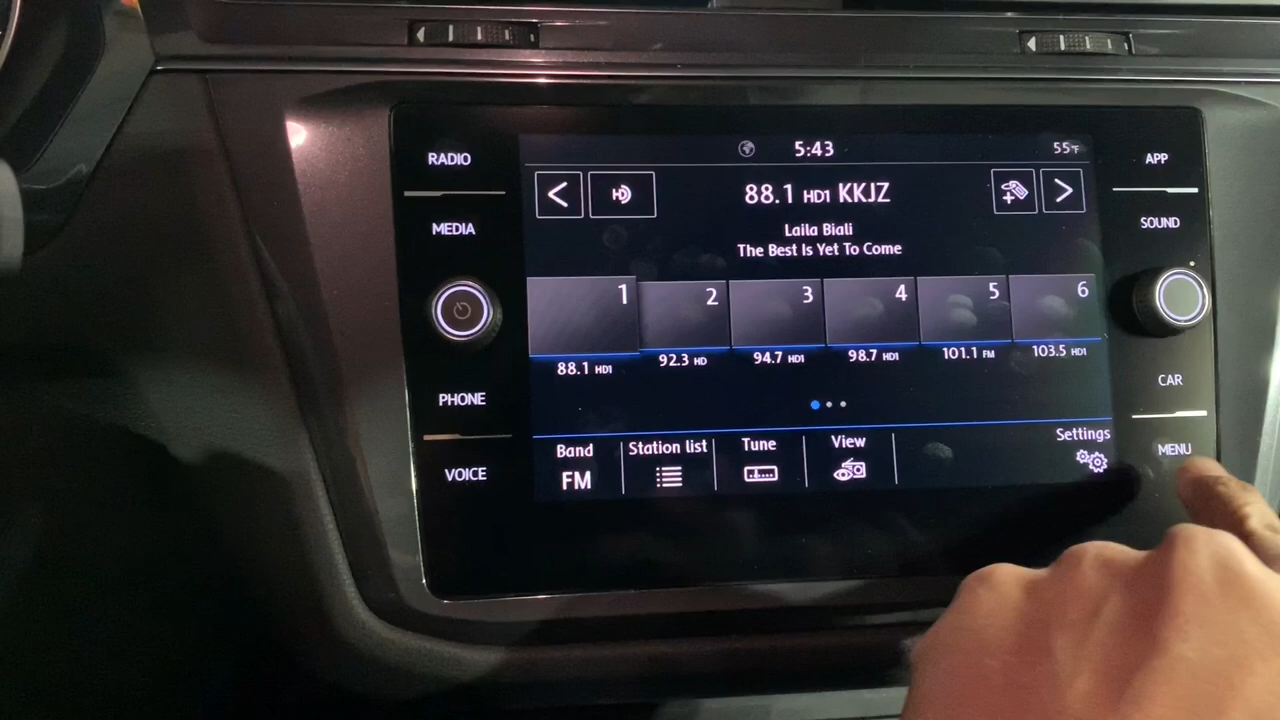 5:43
55°F
RADIO
APP
HD
88.1 HD1 KKJZ
MEDIA
SOUND
Laila Biali
The Best Is Yet To Come
1 2 3 4 5 6
88.1 HD1 92.3 HD 94.7 HD1 98.7 HD1 101.1 FM 103.5 HD1
PHONE
CAR
Band Station list Tune View Settings
FM
VOICE
MENU